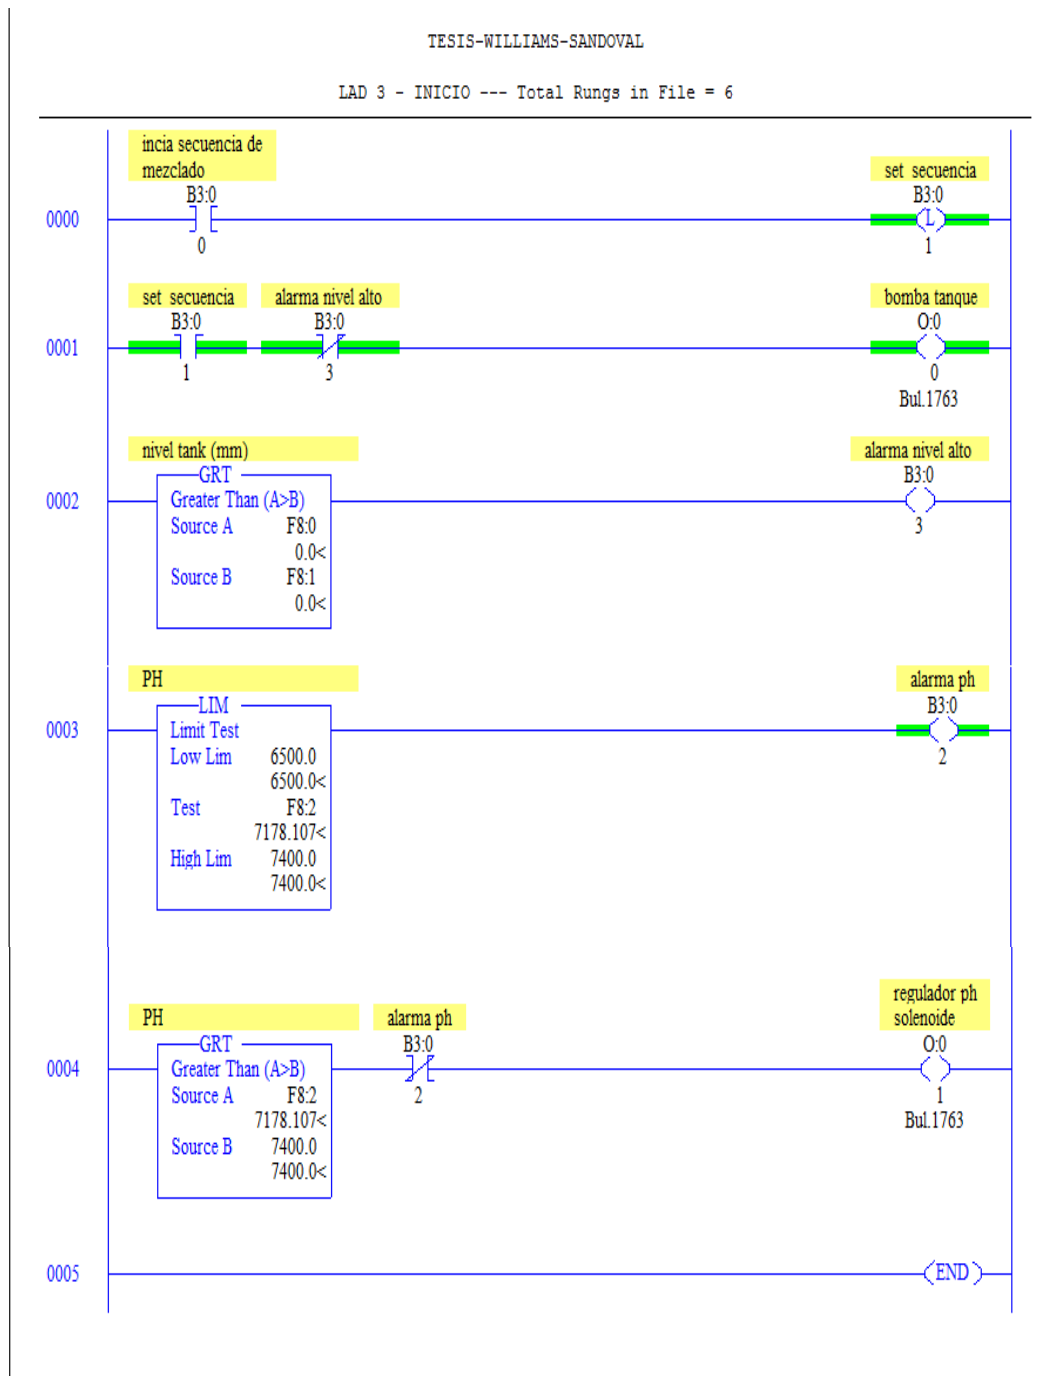 TESIS-WILLIAMS-SANDOVAL
LAD 3 - INICIO --- Total Rungs in File = 6
incia secuencia de
mezclado
B3:0
0
set secuencia
B3:0
L
1
0000
set secuencia
B3:0
1
alarma nivel alto
B3:0
3
bomba tanque
O:0
0
Bul.1763
0001
nivel tank (mm)
GRT
Greater Than (A>B)
Source A F8:0
0.0<
Source B F8:1
0.0<
alarma nivel alto
B3:0
3
0002
PH
LIM
Limit Test
Low Lim 6500.0
6500.0<
Test F8:2
7178.107<
High Lim 7400.0
7400.0<
alarma ph
B3:0
2
0003
PH
GRT
Greater Than (A>B)
Source A F8:2
7178.107<
Source B 7400.0
7400.0<
alarma ph
B3:0
2
regulador ph
solenoide
O:0
1
Bul.1763
0004
0005
END